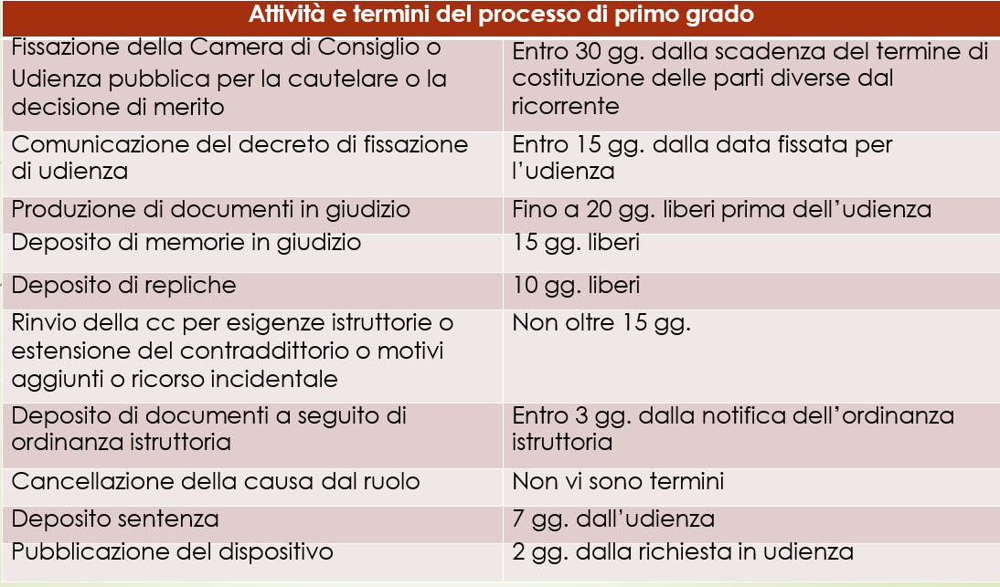 Attività e termini del processo di primo grado
Fissazione della Camera di Consiglio o
Udienza pubblica per la cautelare o la
decisione di merito
Entro 30 gg. dalla scadenza del termine di
costituzione delle parti diverse dal
ricorrente
Comunicazione del decreto di fissazione
di udienza
Entro 15 gg. dalla data fissata per
l’udienza
Produzione di documenti in giudizio
Fino a 20 gg. liberi prima dell’udienza
Deposito di memorie in giudizio
15 gg. liberi
Deposito di repliche
10 gg. liberi
Rinvio della cc per esigenze istruttorie o
estensione del contraddittorio o motivi
aggiunti o ricorso incidentale
Non oltre 15 gg.
Deposito di documenti a seguito di
ordinanza istruttoria
Entro 3 gg. dalla notifica dell’ordinanza
istruttoria
Cancellazione della causa dal ruolo
Non vi sono termini
Deposito sentenza
7 gg. dall’udienza
Pubblicazione del dispositivo
2 gg. dalla richiesta in udienza